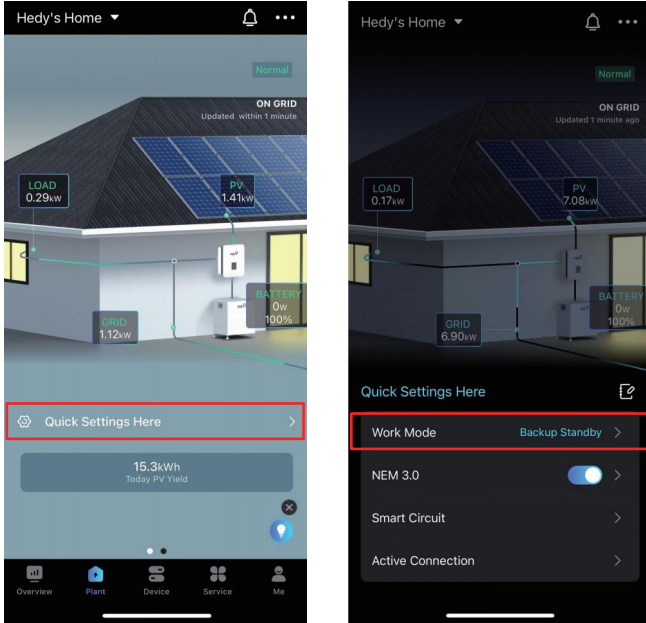 Hedy's Home
Normal
ON GRID
Updated within 1 minute
LOAD
0.29kW
PV
1.41kW
BATTERY
0W
100%
GRID
1.12kW
Quick Settings Here
15.3kWh
Today PV Yield
Overview
Plant
Device
Service
Me
Hedy's Home
Normal
ON GRID
Updated 1 minute ago
LOAD
0.17kW
PV
7.08kW
BATTERY
0W
100%
GRID
6.90kW
Quick Settings Here
Work Mode Backup Standby
NEM 3.0
Smart Circuit
Active Connection